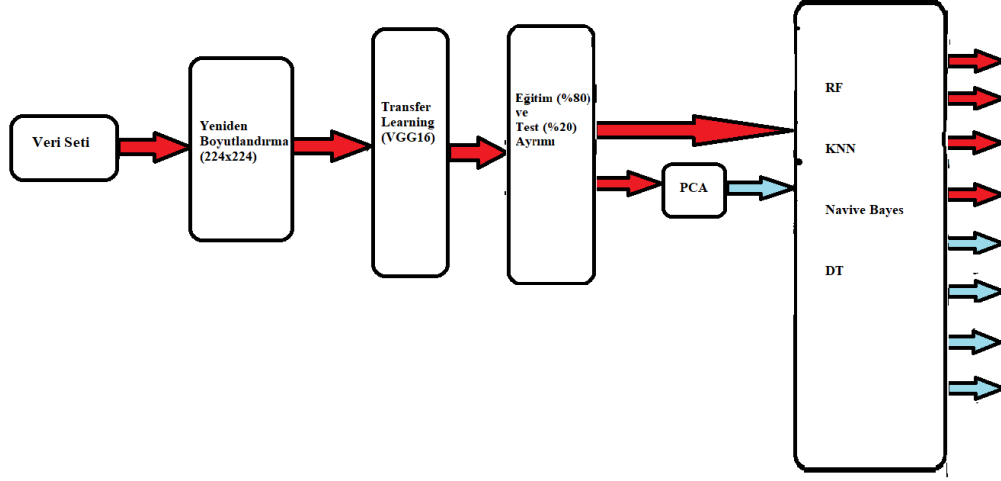 Veri Seti
Yeniden
Boyutlandırma
(224x224)
Transfer
Learning
(VGG16)
Eğitim (%80)
ve
Test (%20)
Ayrımı
PCA
RF
KNN
Navive Bayes
DT